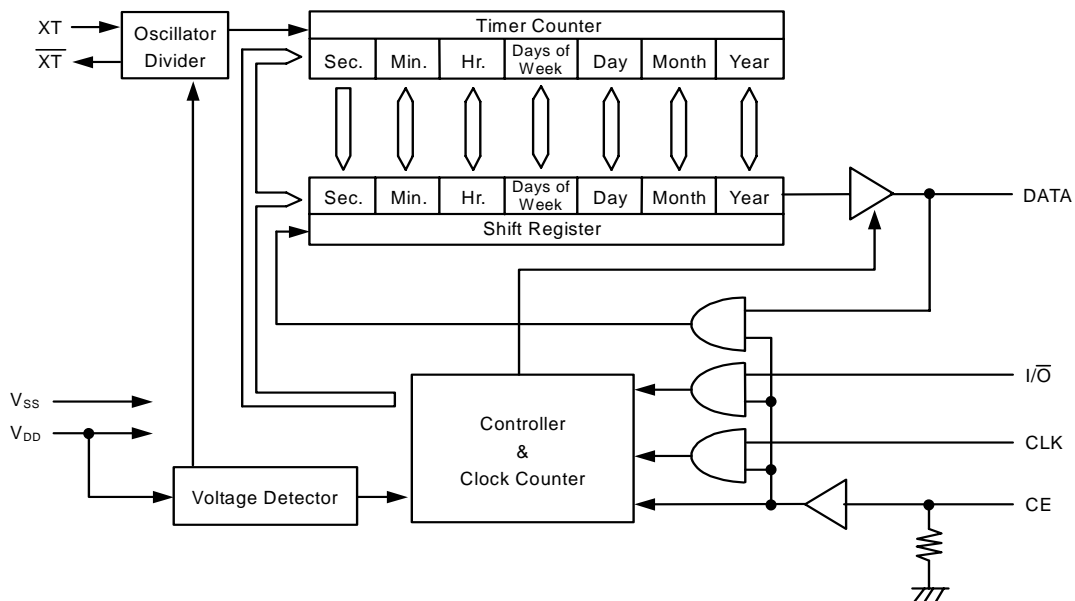 XT
X̅T̅
Oscillator
Divider
Timer Counter
Sec. Min. Hr. Days of Week Day Month Year
Sec. Min. Hr. Days of Week Day Month Year
Shift Register
DATA
I/O̅
CLK
CE
VSS
VDD
Voltage Detector
Controller
&
Clock Counter